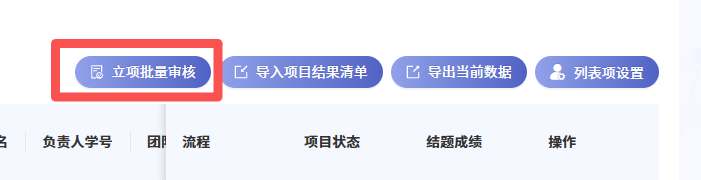 立项批量审核 导入项目结果清单 导出当前数据 列表项设置
名 负责人学号 流程 项目状态 结题成绩 操作